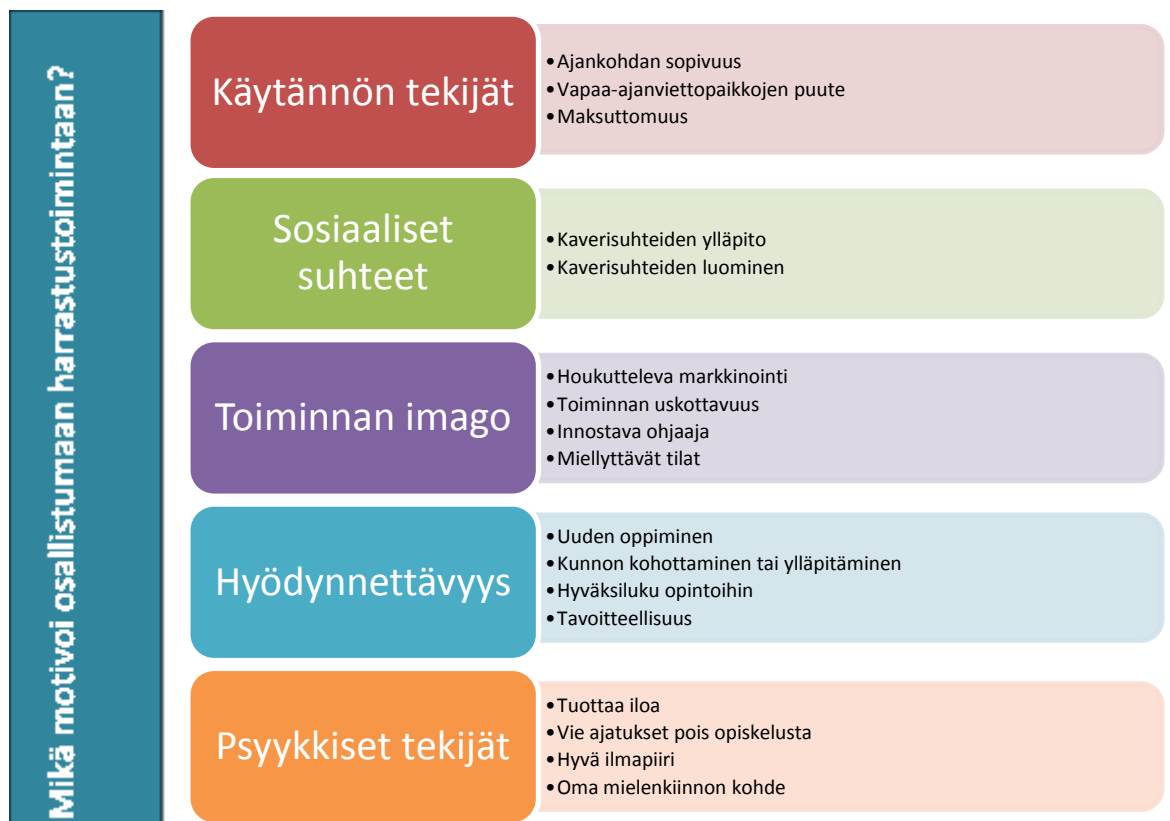 Mikä motivoi osallistumaan harrastustoimintaan?
Käytännön tekijät
•Ajankohdan sopivuus
•Vapaa-ajanviettopaikkojen puute
•Maksuttomuus
Sosiaaliset
suhteet
•Kaverisuhteiden ylläpito
•Kaverisuhteiden luominen
Toiminnan imago
•Houkutteleva markkinointi
•Toiminnan uskottavuus
•Innostava ohjaaja
•Miellyttävät tilat
Hyödynnettävyys
•Uuden oppiminen
•Kunnon kohottaminen tai ylläpitäminen
•Hyväksiluku opintoihin
•Tavoitteellisuus
Psyykkiset tekijät
•Tuottaa iloa
•Vie ajatukset pois opiskelusta
•Hyvä ilmapiiri
•Oma mielenkiinnon kohde